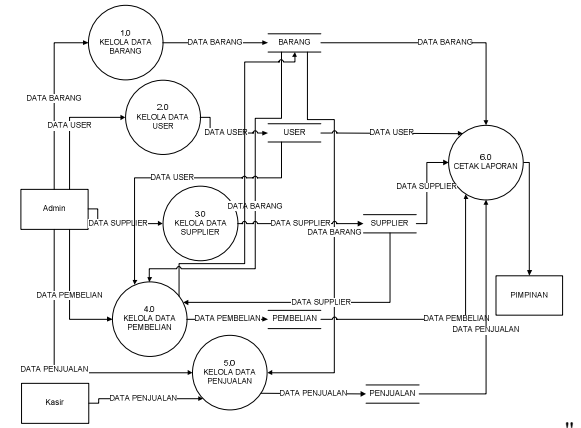 1.0
KELOLA DATA
BARANG
DATA BARANG
BARANG
DATA BARANG
DATA BARANG
2.0
KELOLA DATA
USER
DATA USER
DATA USER
USER
DATA USER
6.0
CETAK LAPORAN
DATA USER
DATA SUPPLIER
Admin
DATA SUPPLIER
3.0
KELOLA DATA
SUPPLIER
DATA BARANG
DATA SUPPLIER
SUPPLIER
DATA BARANG
DATA PEMBELIAN
4.0
KELOLA DATA
PEMBELIAN
DATA SUPPLIER
PIMPINAN
DATA PEMBELIAN
PEMBELIAN
DATA PEMBELIAN
DATA PENJUALAN
5.0
KELOLA DATA
PENJUALAN
DATA PENJUALAN
Kasir
DATA PENJUALAN
DATA PENJUALAN
PENJUALAN
"